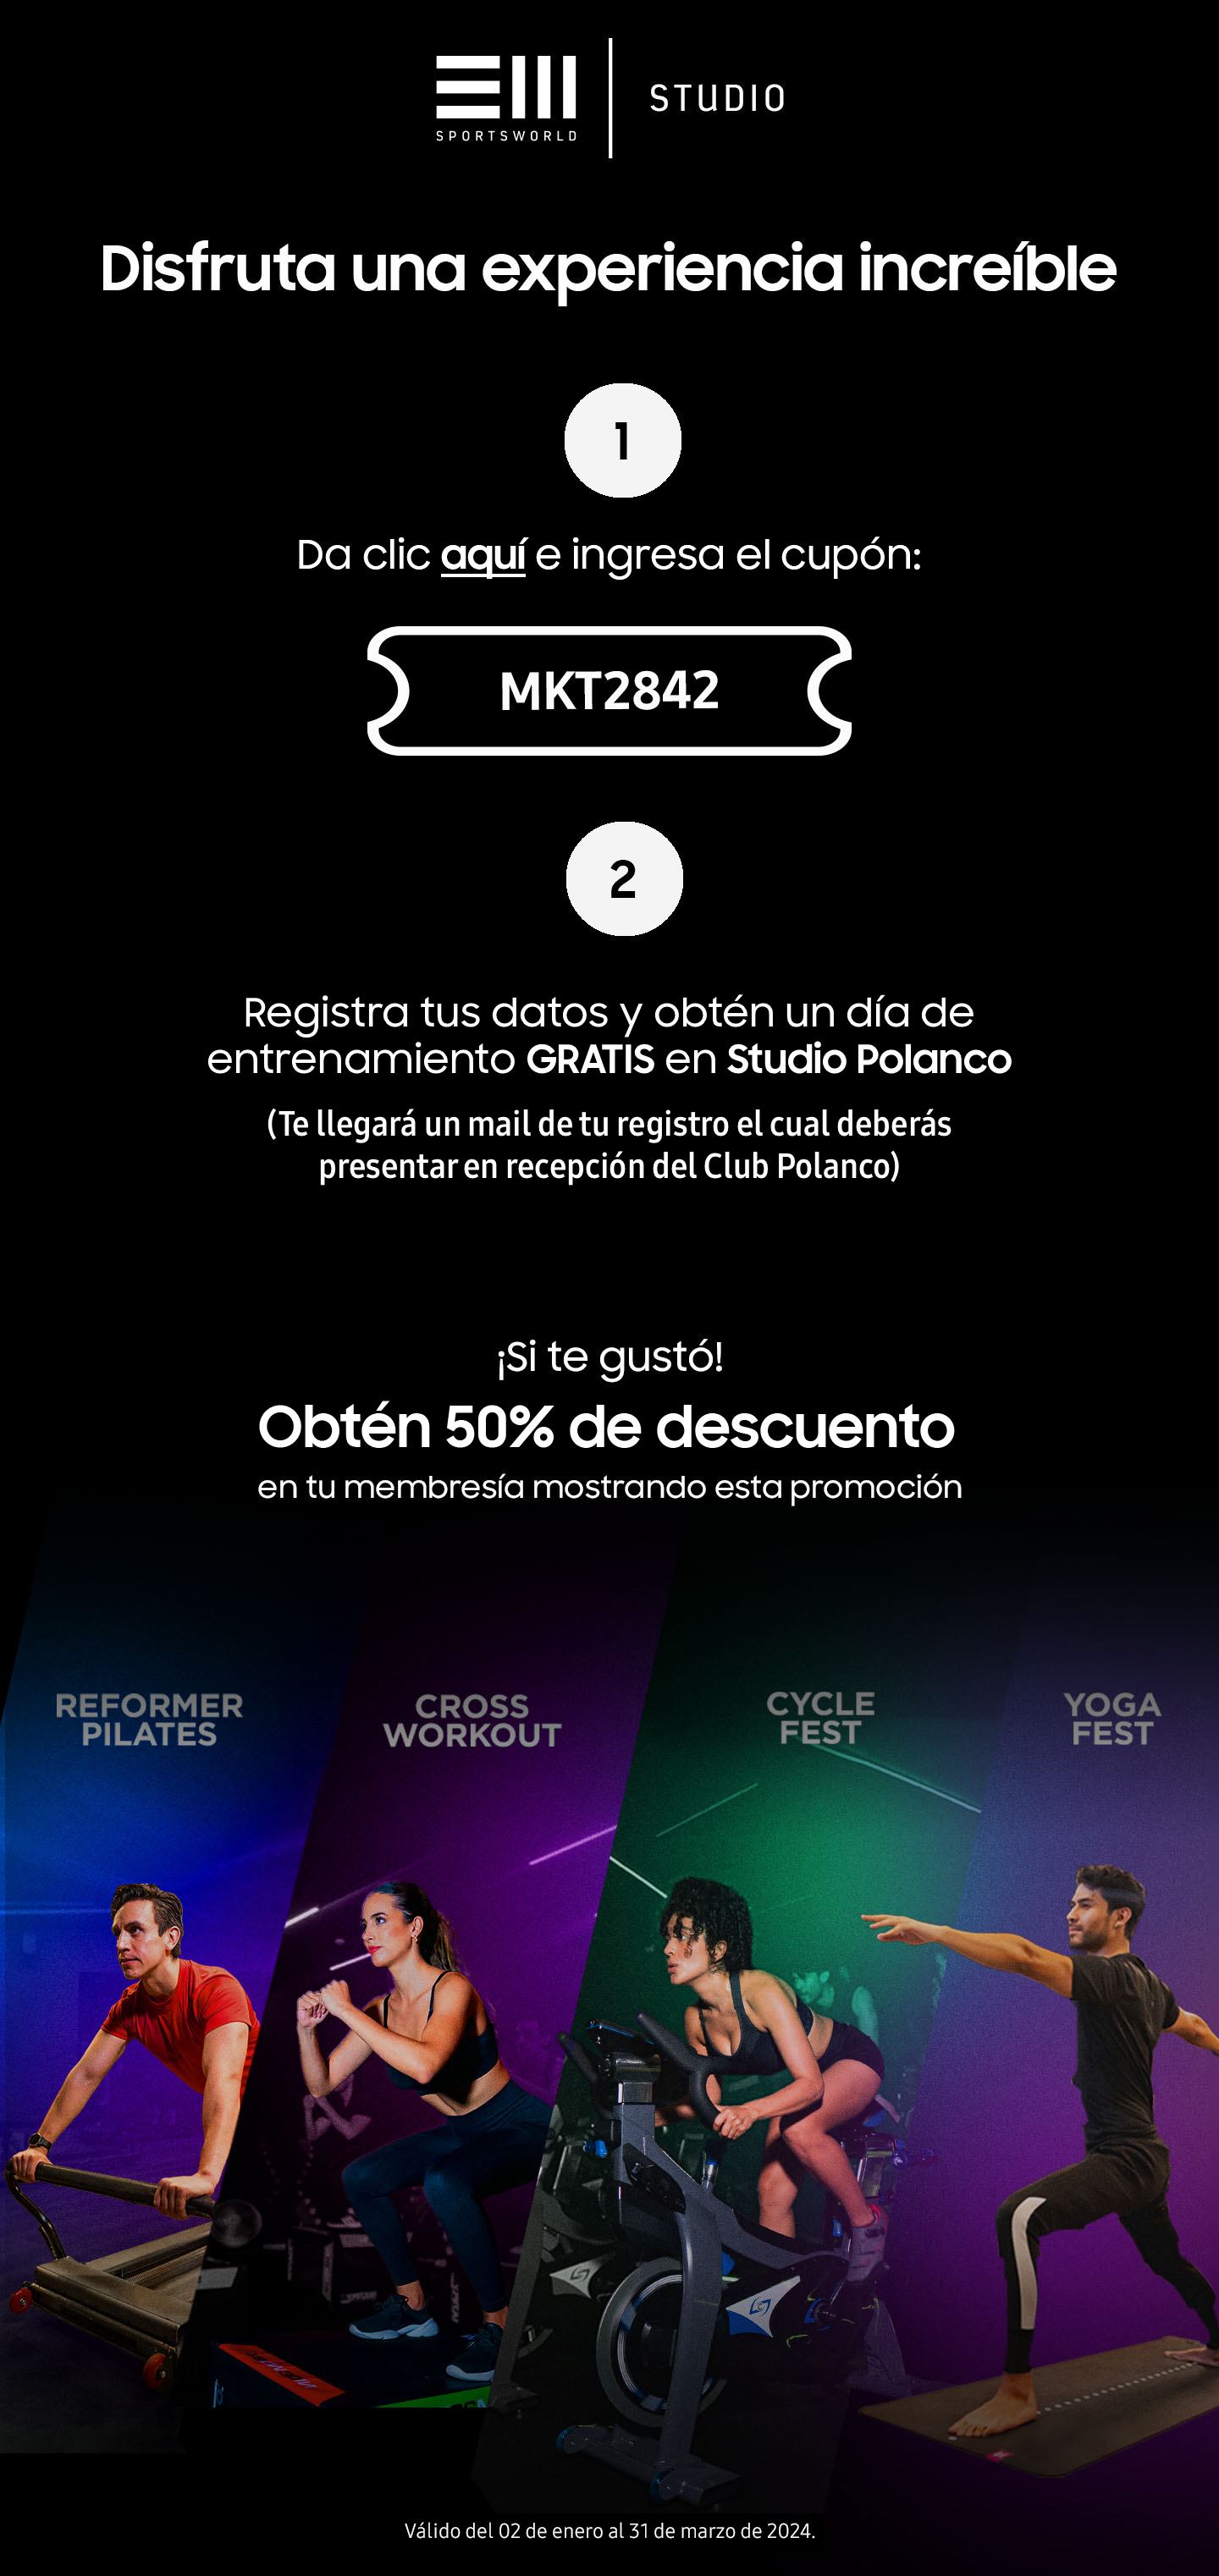 SPORTSWORLD
STUDIO
Disfruta una experiencia increíble
1
Da clic aquí e ingresa el cupón:
MKT2842
2
Registra tus datos y obtén un día de
entrenamiento GRATIS en Studio Polanco
(Te llegará un mail de tu registro el cual deberás
presentar en recepción del Club Polanco)
¡Si te gustó!
Obtén 50% de descuento
en tu membresía mostrando esta promoción
REFORMER
PILATES
CROSS
WORKOUT
CYCLE
FEST
YOGA
FEST
Válido del 02 de enero al 31 de marzo de 2024.